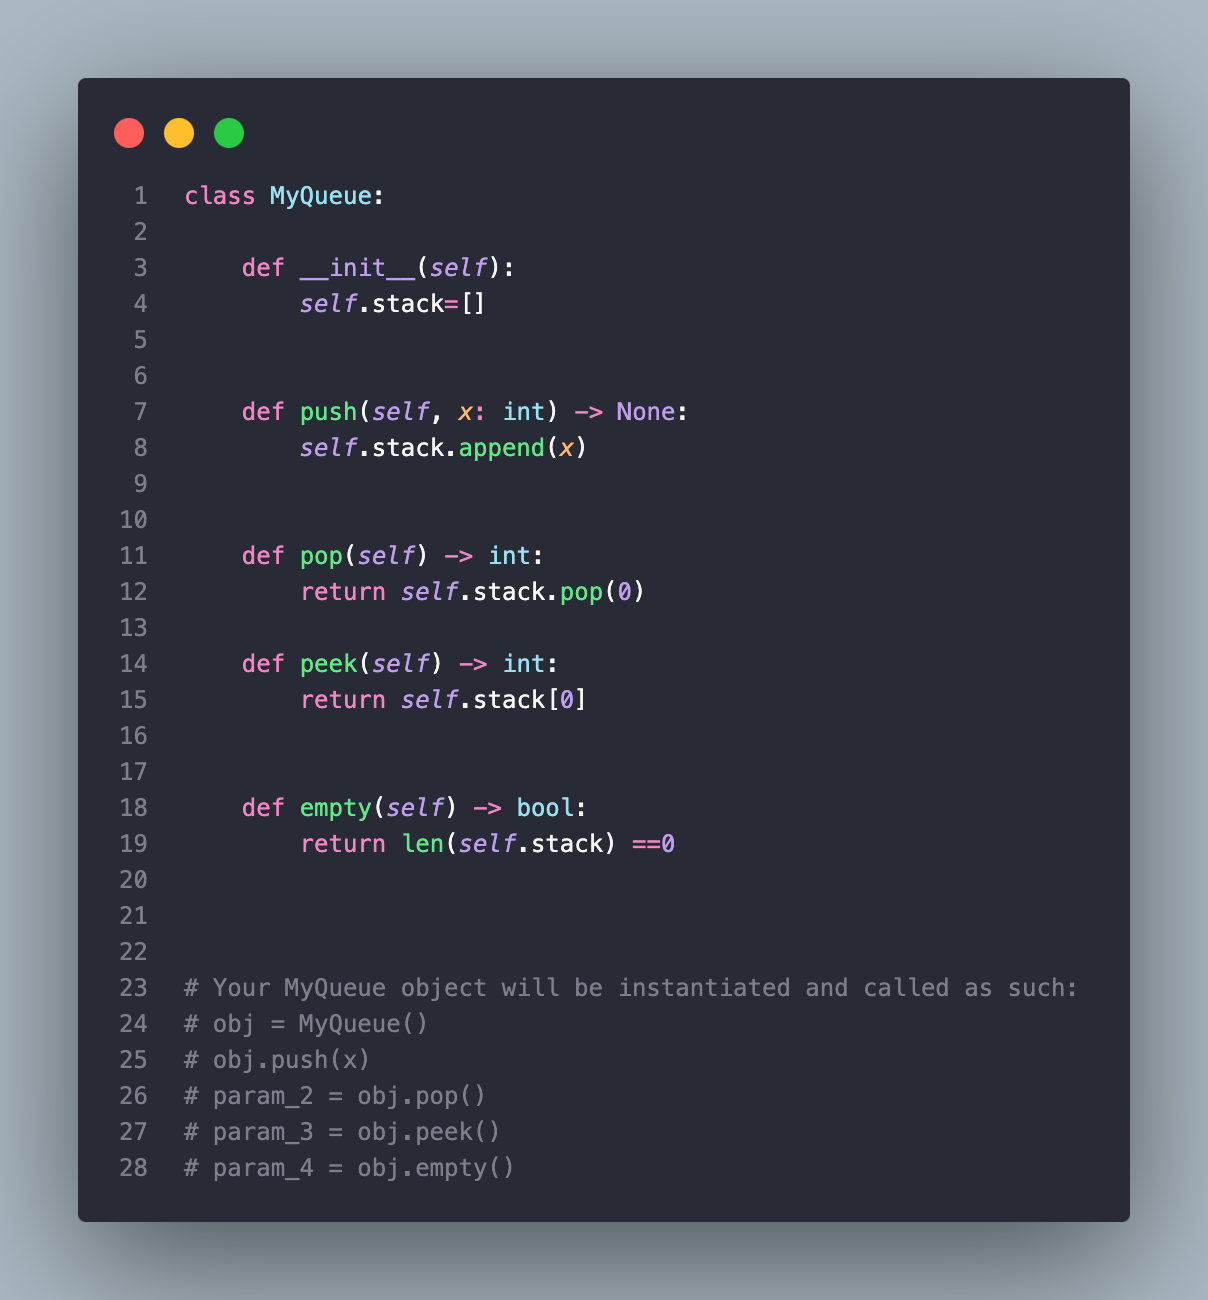 1 class MyQueue:
2
3     def __init__(self):
4         self.stack=[]
5
6
7     def push(self, x: int) -> None:
8         self.stack.append(x)
9
10
11     def pop(self) -> int:
12         return self.stack.pop(0)
13
14     def peek(self) -> int:
15         return self.stack[0]
16
17
18     def empty(self) -> bool:
19         return len(self.stack) ==0
20
21
22
23 # Your MyQueue object will be instantiated and called as such:
24 # obj = MyQueue()
25 # obj.push(x)
26 # param_2 = obj.pop()
27 # param_3 = obj.peek()
28 # param_4 = obj.empty()